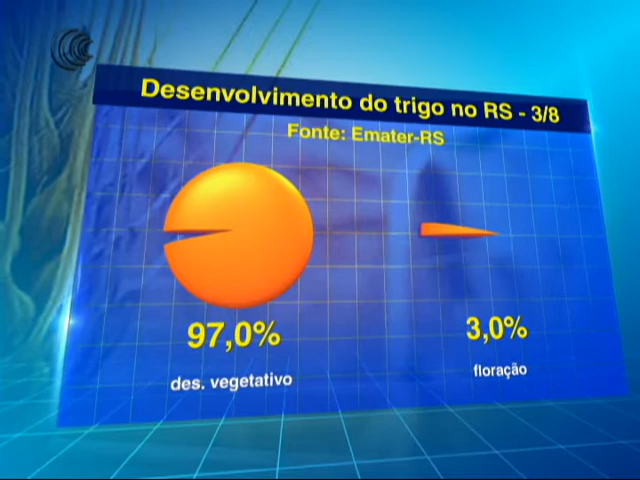 Desenvolvimento do trigo no RS - 3/8
Fonte: Emater-RS
97,0%
3,0%
des. vegetativo
floração